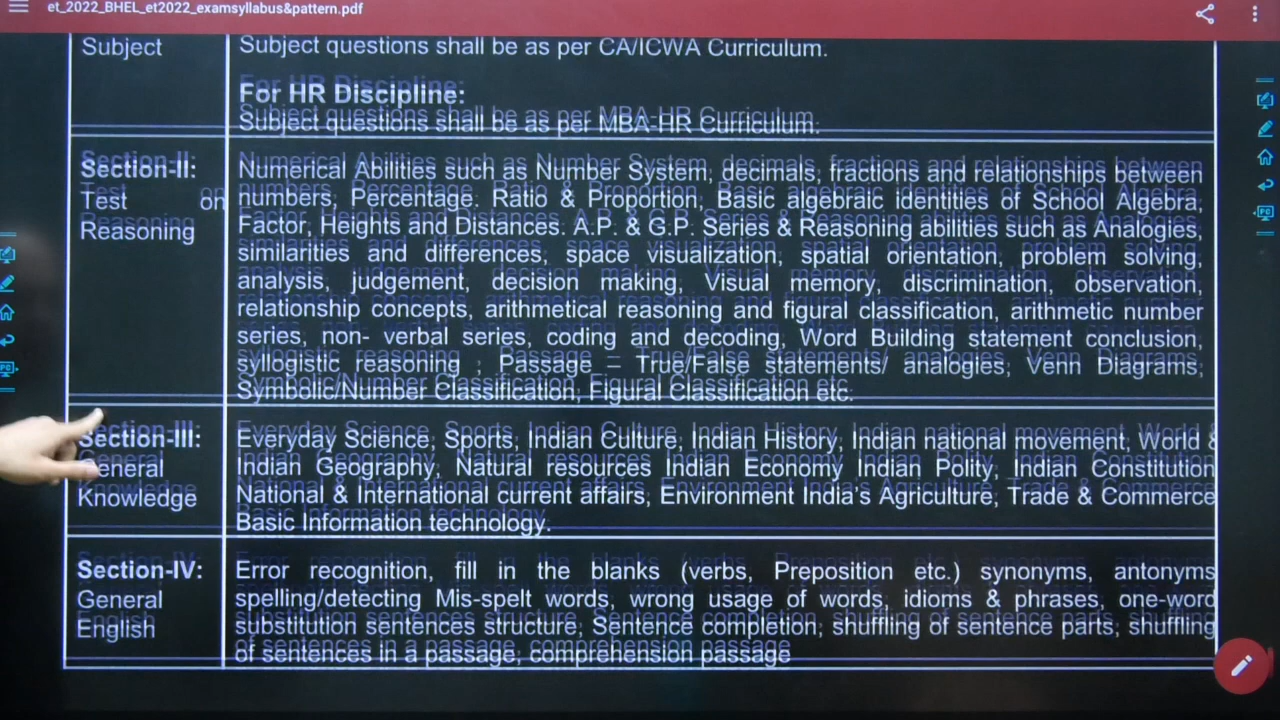 et_2022_BHEL_et2022_examsyllabus&pattern.pdf
Subject
Subject questions shall be as per CA/ICWA Curriculum.
For HR Discipline:
Subject questions shall be as per MBA-HR Curriculum.
Section-II:
Test on
Reasoning
Numerical Abilities such as Number System, decimals, fractions and relationships between
numbers, Percentage. Ratio & Proportion, Basic algebraic identities of School Algebra,
Factor, Heights and Distances. A.P. & G.P. Series & Reasoning abilities such as Analogies,
similarities and differences, space visualization, spatial orientation, problem solving,
analysis, judgement, decision making, Visual memory, discrimination, observation,
relationship concepts, arithmetical reasoning and figural classification, arithmetic number
series, non- verbal series, coding and decoding, Word Building statement conclusion,
syllogistic reasoning ; Passage – True/False statements/ analogies; Venn Diagrams;
Symbolic/Number Classification; Figural Classification etc.
Section-III:
General
Knowledge
Everyday Science, Sports, Indian Culture, Indian History, Indian national movement, World &
Indian Geography, Natural resources Indian Economy Indian Polity, Indian Constitution
National & International current affairs, Environment India's Agriculture, Trade & Commerce
Basic Information technology.
Section-IV:
General
English
Error recognition, fill in the blanks (verbs, Preposition etc.) synonyms, antonyms
spelling/detecting Mis-spelt words, wrong usage of words, idioms & phrases, one-word
substitution sentences structure; Sentence completion; shuffling of sentence parts; shuffling
of sentences in a passage; comprehension passage